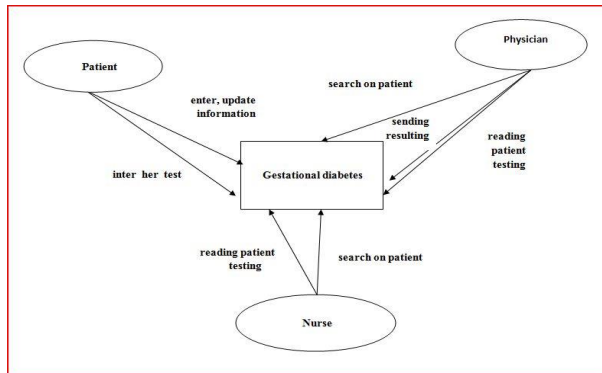 Physician
Patient
search on patient
enter, update
information
sending
resulting
reading
patient
testing
inter her test
Gestational diabetes
reading patient
testing
search on patient
Nurse